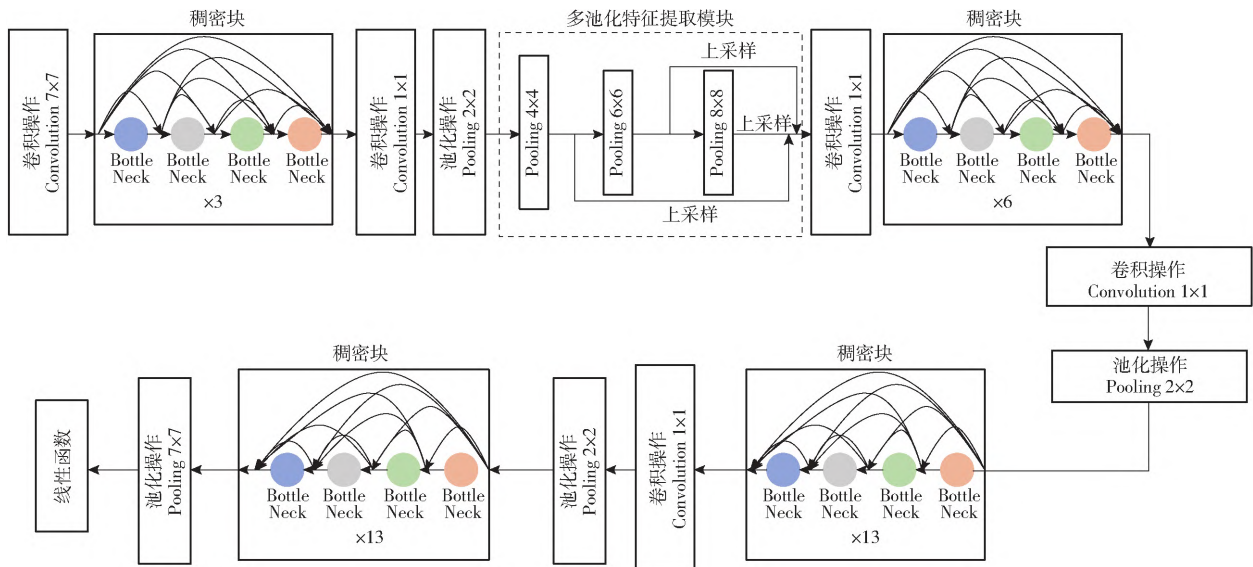 稠密块
多池化特征提取模块
稠密块
卷积操作
Convolution 7×7
Bottle
Neck
Bottle
Neck
Bottle
Neck
Bottle
Neck
×3
卷积操作
Convolution 1×1
池化操作
Pooling 2×2
Pooling 4×4
Pooling 6×6
Pooling 8×8
上采样
上采样
上采样
卷积操作
Convolution 1×1
Bottle
Neck
Bottle
Neck
Bottle
Neck
Bottle
Neck
×6
卷积操作
Convolution 1×1
池化操作
Pooling 2×2
稠密块
Bottle
Neck
Bottle
Neck
Bottle
Neck
Bottle
Neck
×13
卷积操作
Convolution 1×1
池化操作
Pooling 2×2
稠密块
Bottle
Neck
Bottle
Neck
Bottle
Neck
Bottle
Neck
×13
池化操作
Pooling 7×7
线性函数